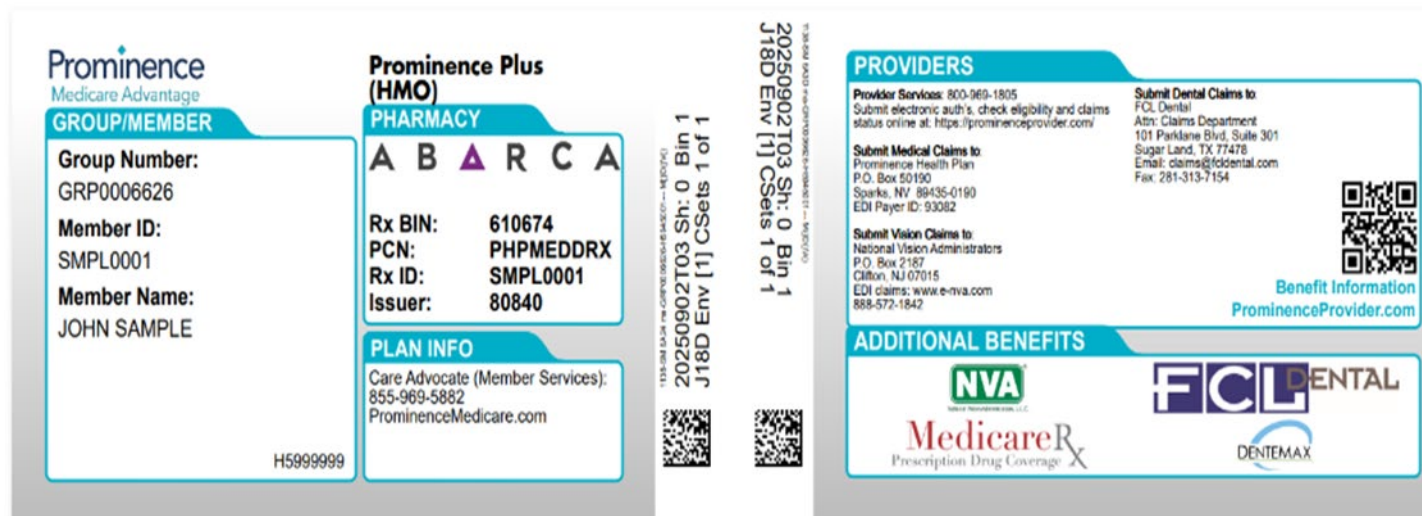 Prominence
Medicare Advantage
Prominence Plus
(HMO)
GROUP/MEMBER
Group Number:
GRP0006626
Member ID:
SMPL0001
Member Name:
JOHN SAMPLE
H5999999
PHARMACY
ABARCA
Rx BIN: 610674
PCN: PHPMEDDRX
Rx ID: SMPL0001
Issuer: 80840
PLAN INFO
Care Advocate (Member Services):
855-969-5882
ProminenceMedicare.com
20250902T03 Sh: 0 Bin 1
J18D Env [1] CSets 1 of 1
20250902T03 Sh: 0 Bin 1
J18D Env [1] CSets 1 of 1
PROVIDERS
Provider Services: 800-969-1805
Submit electronic auth's, check eligibility and claims
status online at: https://prominenceprovider.com/
Submit Medical Claims to:
Prominence Health Plan
P.O. Box 50190
Sparks, NV 89435-0190
EDI Payer ID: 93082
Submit Vision Claims to:
National Vision Administrators
P.O. Box 2187
Clifton, NJ 07015
EDI claims: www.e-nva.com
888-572-1842
Submit Dental Claims to:
FCL Dental
Attn: Claims Department
101 Parklane Blvd, Suite 301
Sugar Land, TX 77478
Email: claims@fcldental.com
Fax: 281-313-7154
Benefit Information
ProminenceProvider.com
ADDITIONAL BENEFITS
NVA
FCL DENTAL
MedicareRx
Prescription Drug Coverage
DENTEMAX